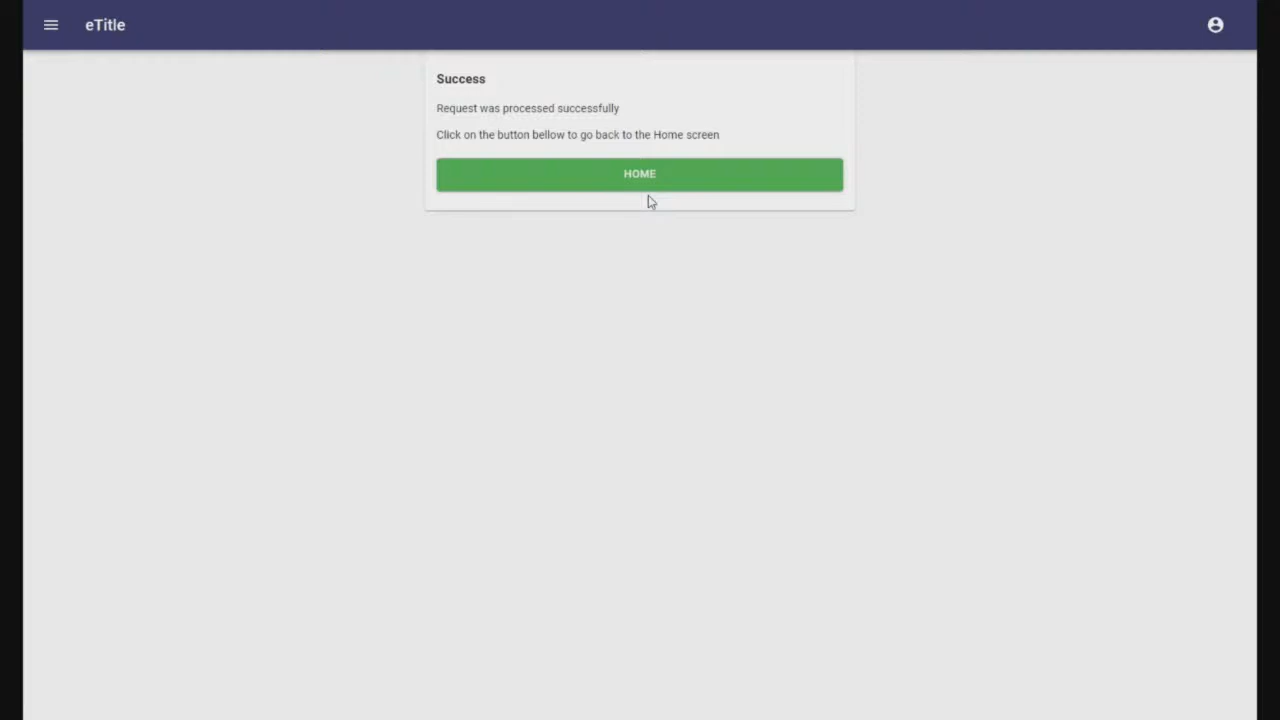 eTitle
Success
Request was processed successfully
Click on the button bellow to go back to the Home screen
HOME